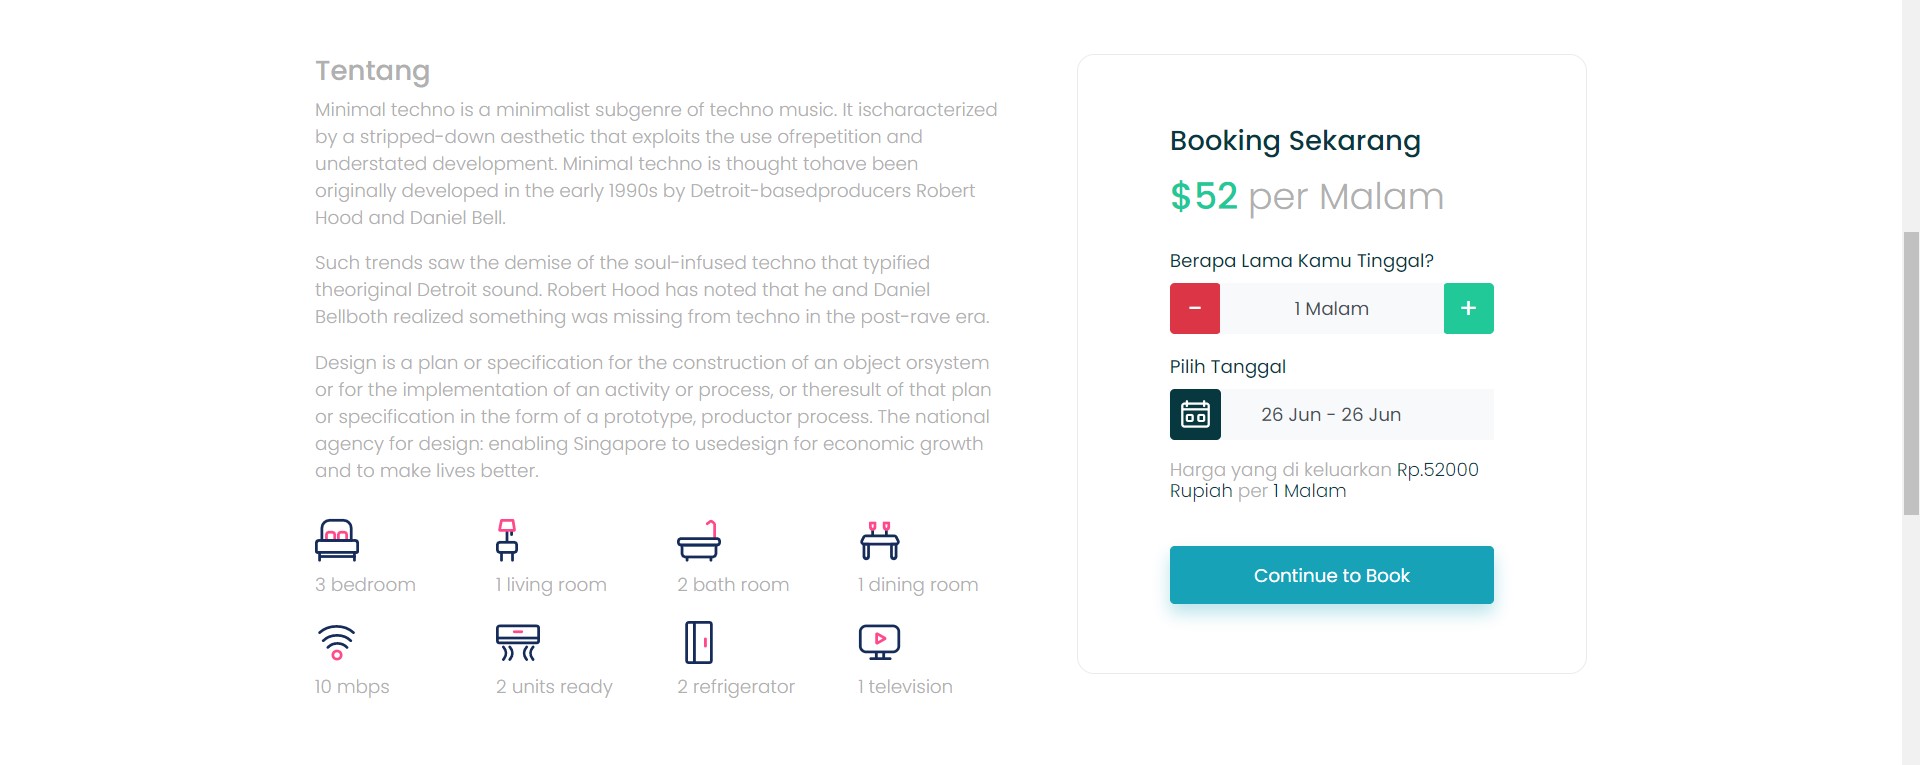 Tentang
Minimal techno is a minimalist subgenre of techno music. It ischaracterized
by a stripped-down aesthetic that exploits the use ofrepetition and
understated development. Minimal techno is thought tohave been
originally developed in the early 1990s by Detroit-basedproducers Robert
Hood and Daniel Bell.
Such trends saw the demise of the soul-infused techno that typified
theoriginal Detroit sound. Robert Hood has noted that he and Daniel
Bellboth realized something was missing from techno in the post-rave era.
Design is a plan or specification for the construction of an object orsystem
or for the implementation of an activity or process, or theresult of that plan
or specification in the form of a prototype, productor process. The national
agency for design: enabling Singapore to usedesign for economic growth
and to make lives better.
3 bedroom
1 living room
2 bath room
1 dining room
10 mbps
2 units ready
2 refrigerator
1 television
Booking Sekarang
$52 per Malam
Berapa Lama Kamu Tinggal?
- 1 Malam +
Pilih Tanggal
26 Jun - 26 Jun
Harga yang di keluarkan Rp.52000
Rupiah per 1 Malam
Continue to Book